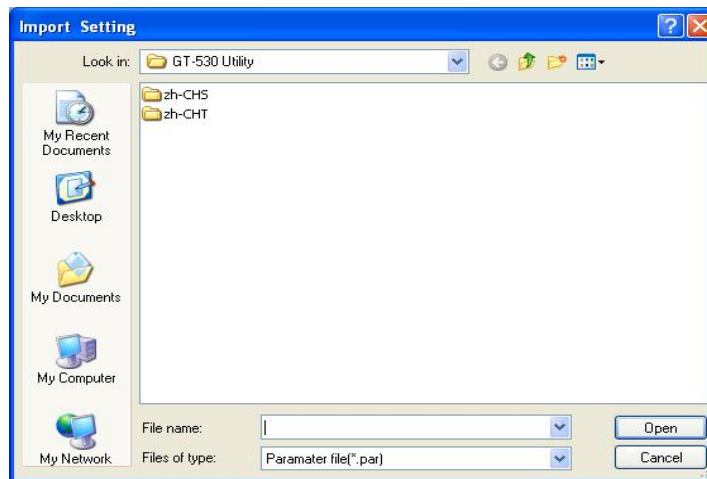 Import Setting
Look in: GT-530 Utility
zh-CHS
zh-CHT
My Recent
Documents
Desktop
My Documents
My Computer
My Network
File name:
Open
Files of type: Paramater file(*.par)
Cancel